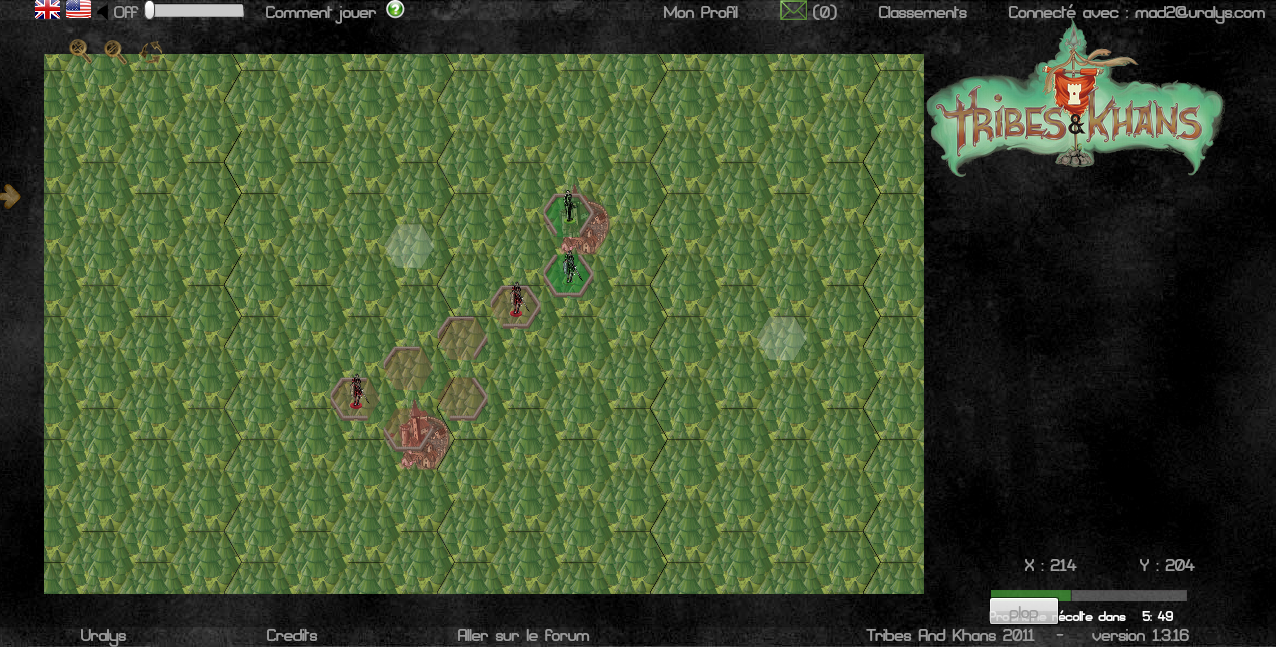 Off Comment jouer ? Mon Profil (0) Classements Connecté avec : mad2@uralys.com
TRIBES & KHANS
X : 214 Y : 204
plop
récolte dans 5: 49
Uralys Credits Aller sur le forum Tribes And Khans 2011 - version 1.3.16